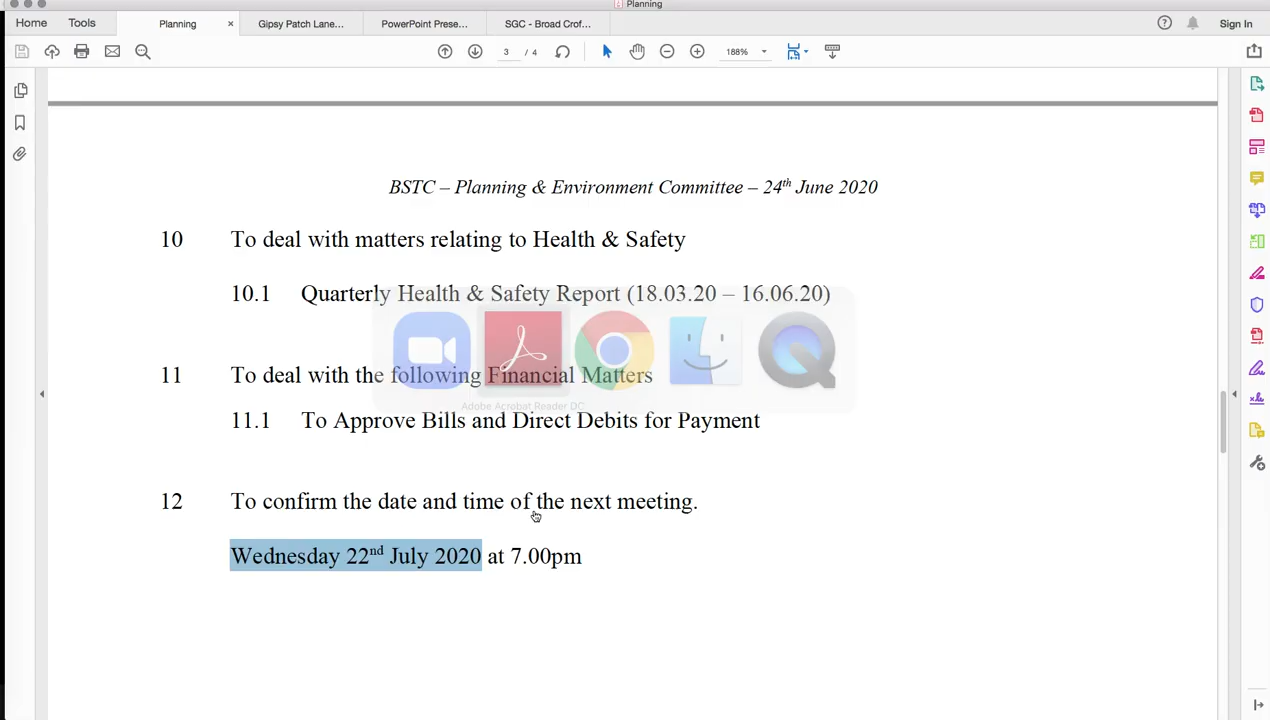 Planning
Home Tools Planning × Gipsy Patch Lane... PowerPoint Prese... SGC - Broad Crof... Sign In
3 / 4 188%
BSTC – Planning & Environment Committee – 24th June 2020
10 To deal with matters relating to Health & Safety
10.1 Quarterly Health & Safety Report (18.03.20 – 16.06.20)
11 To deal with the following Financial Matters
Adobe Acrobat Reader DC
11.1 To Approve Bills and Direct Debits for Payment
12 To confirm the date and time of the next meeting.
Wednesday 22nd July 2020 at 7.00pm